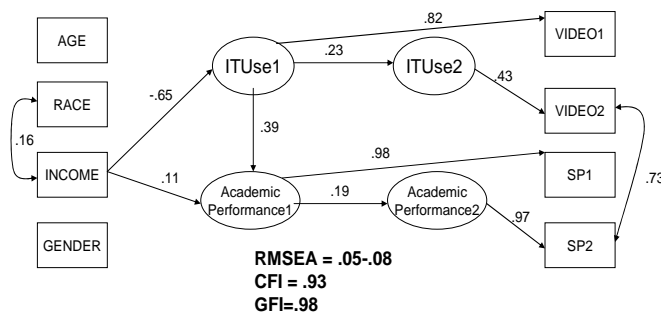 AGE
RACE
INCOME
GENDER
.16
-.65
.11
ITUse1
.39
Academic
Performance1
.82
.23
.98
.19
ITUse2
Academic
Performance2
.43
.97
VIDEO1
VIDEO2
SP1
SP2
.73
RMSEA = .05-.08
CFI = .93
GFI=.98